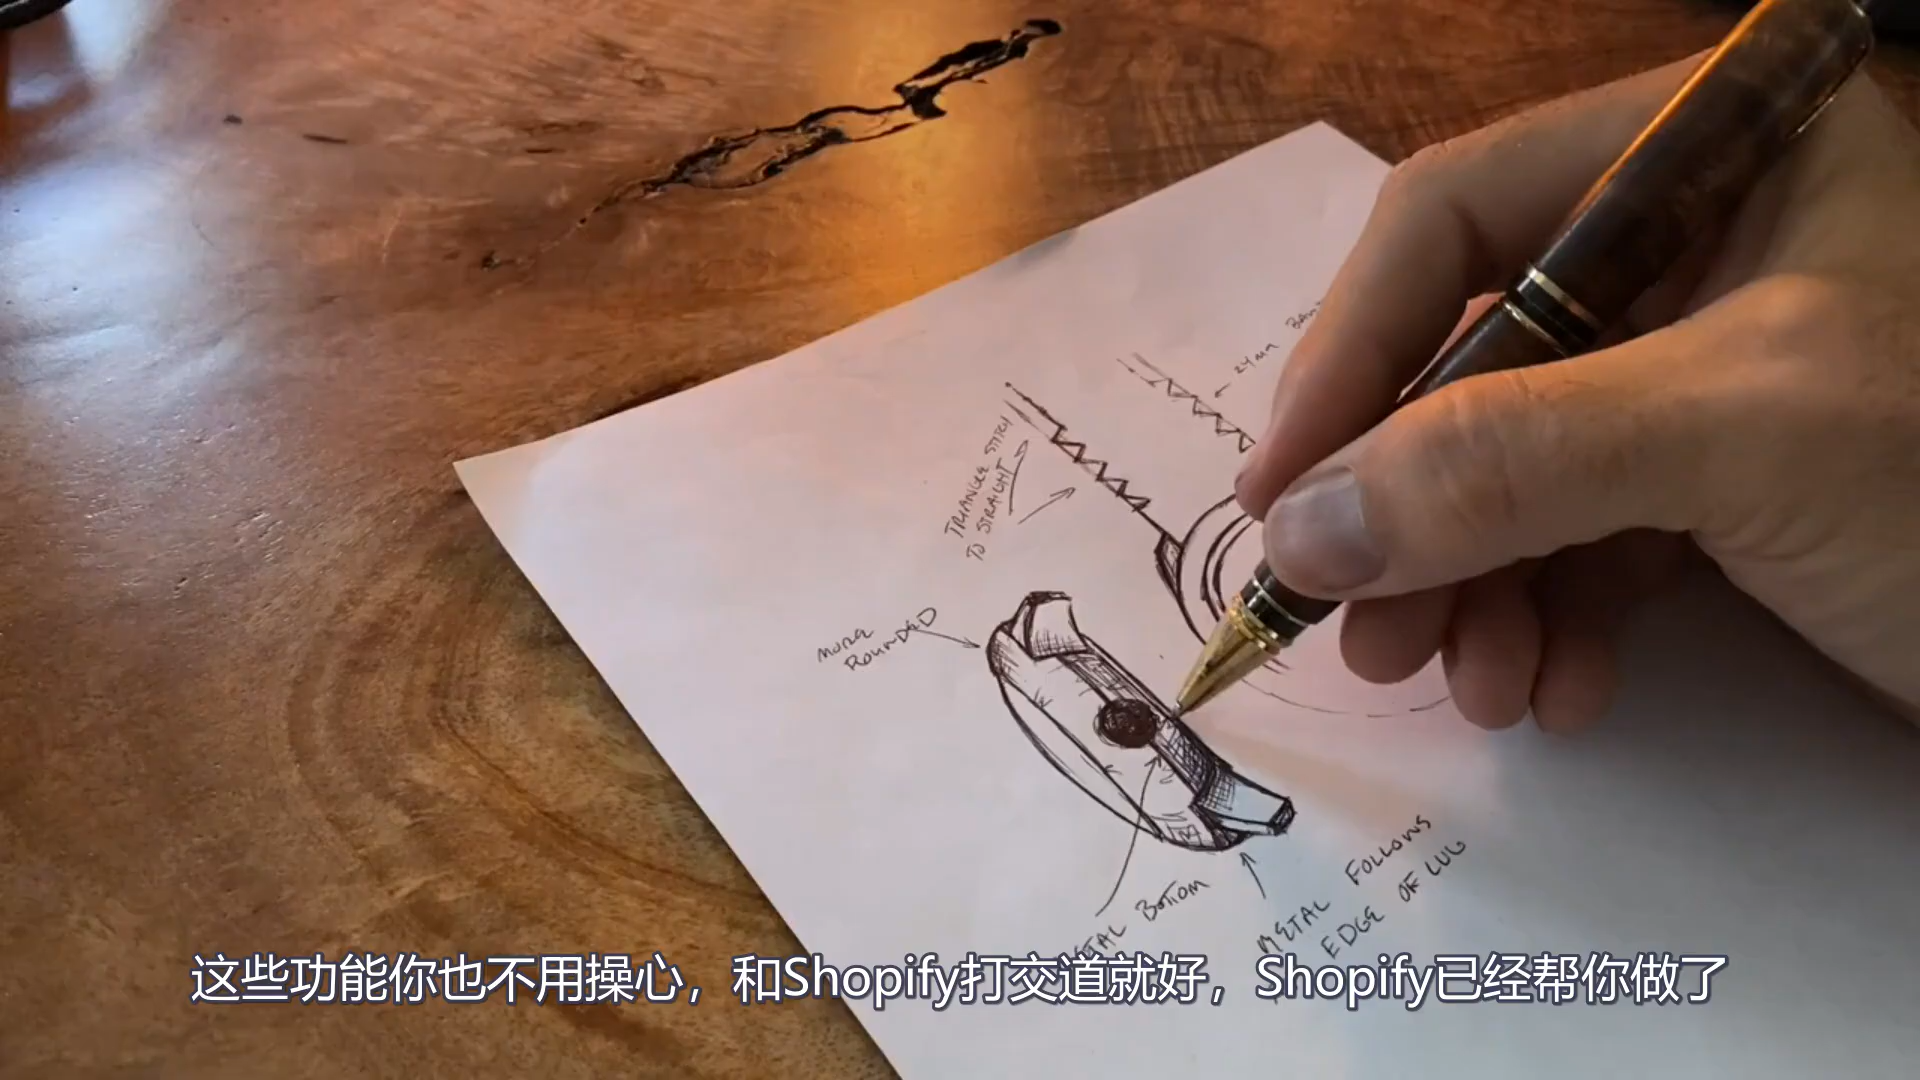 24mm
TRIANGLE STITCH
TO STRAIGHT
MORE
ROUNDED
BOTTOM
METAL FOLLOWS
EDGE OF LUG
这些功能你也不用操心，和Shopify打交道就好，Shopify已经帮你做了